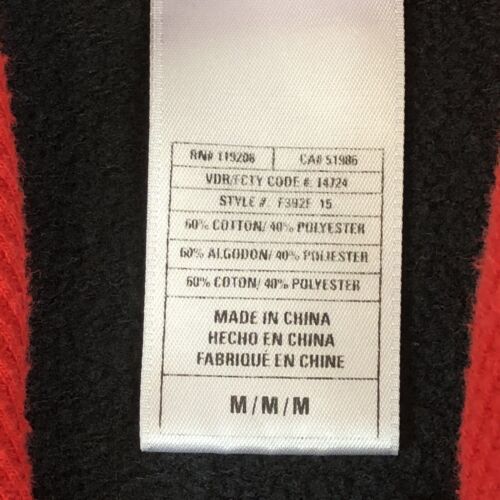 RN# 119208 CA# 51986
VDR/FCTY CODE #: 14724
STYLE #: F392F 15
60% COTTON/ 40% POLYESTER
60% ALGODON/ 40% POLIESTER
60% COTON/ 40% POLYESTER
MADE IN CHINA
HECHO EN CHINA
FABRIQUÉ EN CHINE
M/M/M